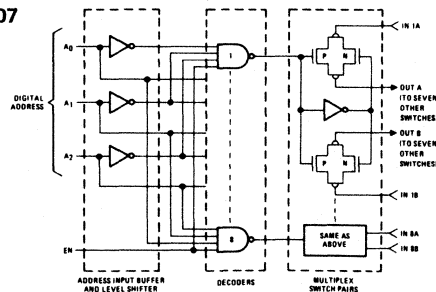 07
DIGITAL
ADDRESS
A0
A1
A2
EN
1
8
P N
P N
IN 1A
OUT A
(TO SEVEN
OTHER
SWITCHES)
OUT B
(TO SEVEN
OTHER
SWITCHES)
IN 1B
SAME AS
ABOVE
IN 8A
IN 8B
ADDRESS INPUT BUFFER
AND LEVEL SHIFTER
DECODERS
MULTIPLEX
SWITCH PAIRS